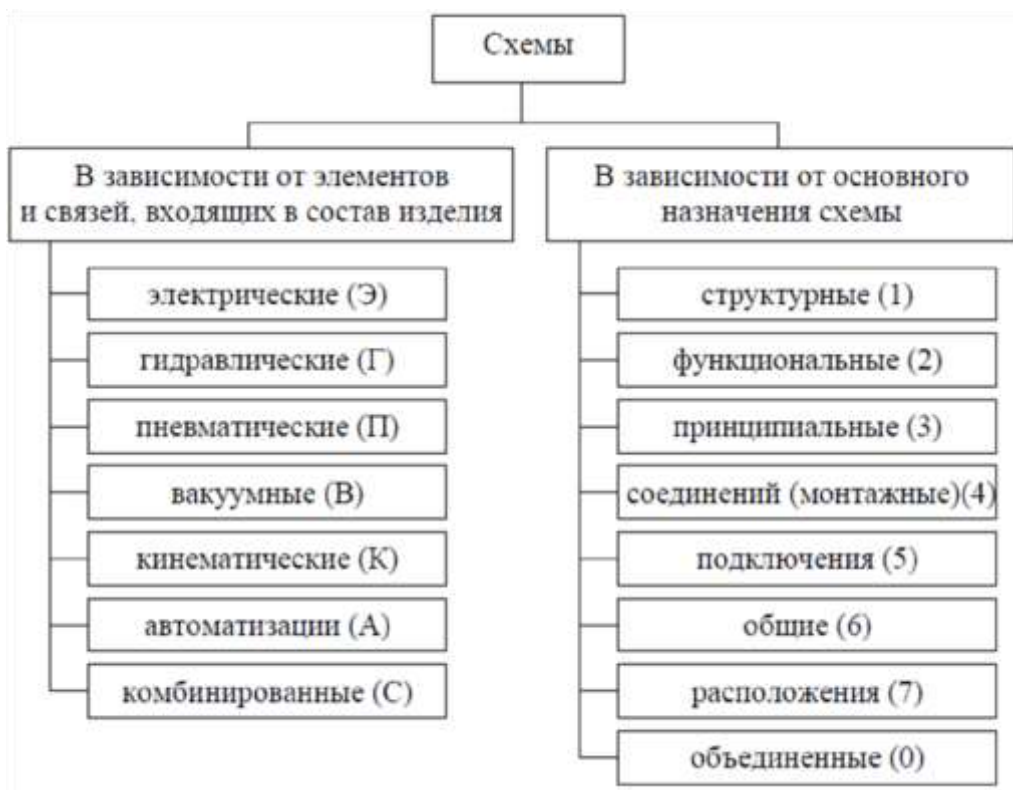 Схемы
В зависимости от элементов
и связей, входящих в состав изделия
электрические (Э)
гидравлические (Г)
пневматические (П)
вакуумные (В)
кинематические (К)
автоматизации (А)
комбинированные (С)
В зависимости от основного
назначения схемы
структурные (1)
функциональные (2)
принципиальные (3)
соединений (монтажные)(4)
подключения (5)
общие (6)
расположения (7)
объединенные (0)